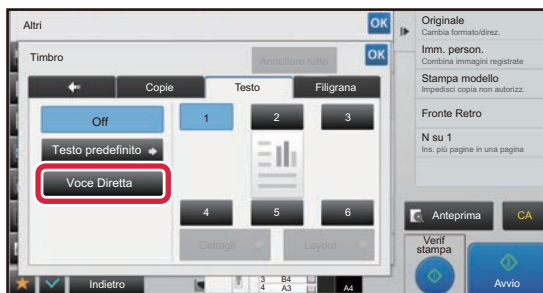 Altri
OK
Timbro
Annullare tutto
OK
Copie
Testo
Filigrana
Off
1
2
3
Testo predefinito
Voce Diretta
4
5
6
Dettagli
Layout
Indietro
3 B4
4 A3
A4
Originale
Cambia formato/direz.
Imm. person.
Combina immagini registrate
Stampa modello
Impedisci copia non autorizz.
Fronte Retro
N su 1
Ins. più pagine in una pagina
Anteprima
CA
Verif
stampa
Avvio